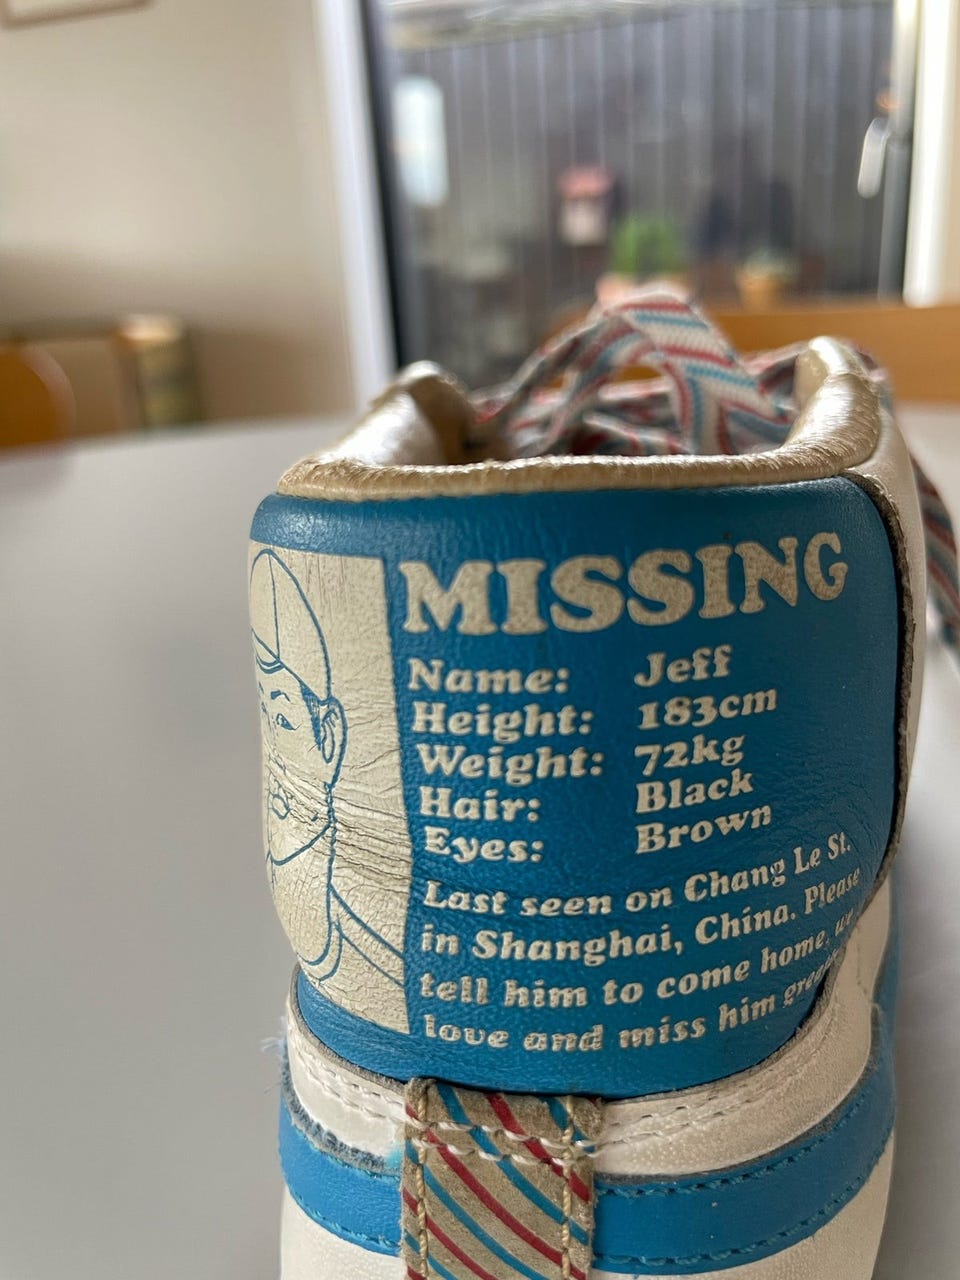 MISSING
Name: Jeff
Height: 183cm
Weight: 72kg
Hair: Black
Eyes: Brown
Last seen on Chang Le St.
in Shanghai, China. Please
tell him to come home, we
love and miss him